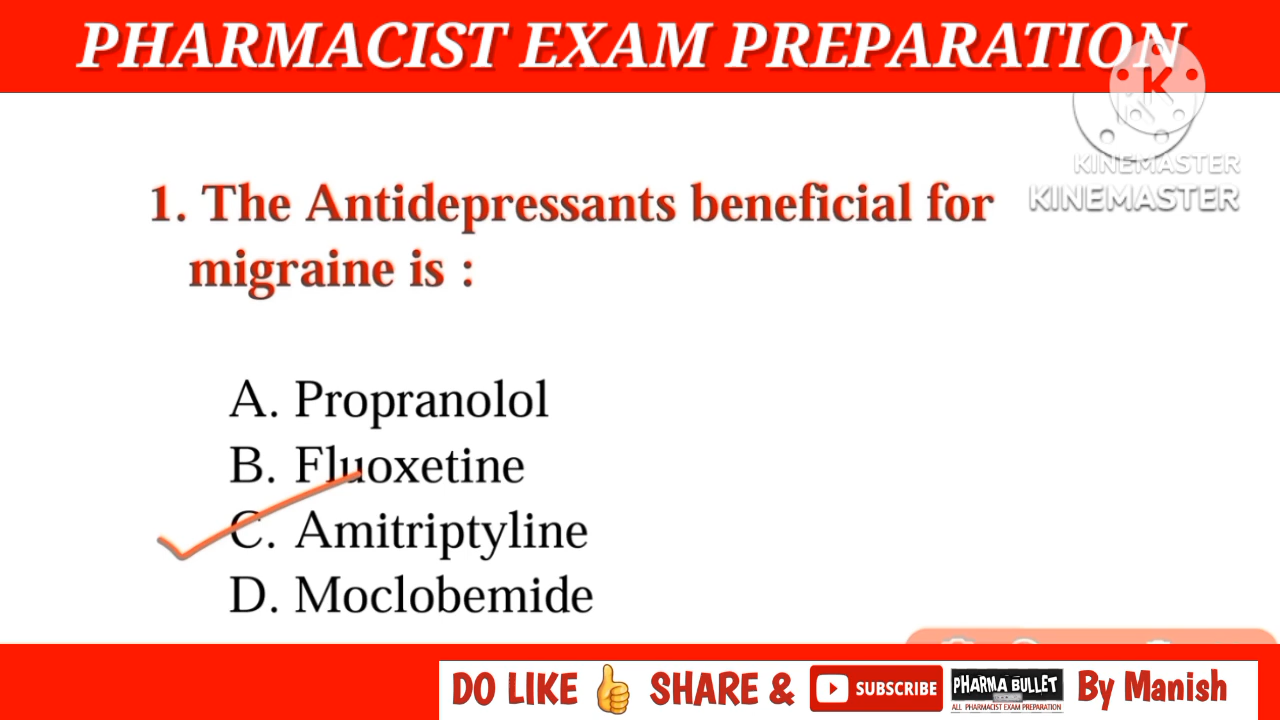 PHARMACIST EXAM PREPARATION
KINEMASTER
KINEMASTER
1. The Antidepressants beneficial for
migraine is :
A. Propranolol
B. Fluoxetine
C. Amitriptyline
D. Moclobemide
DO LIKE SHARE & SUBSCRIBE PHARMA BULLET By Manish
ALL PHARMACIST EXAM PREPARATION